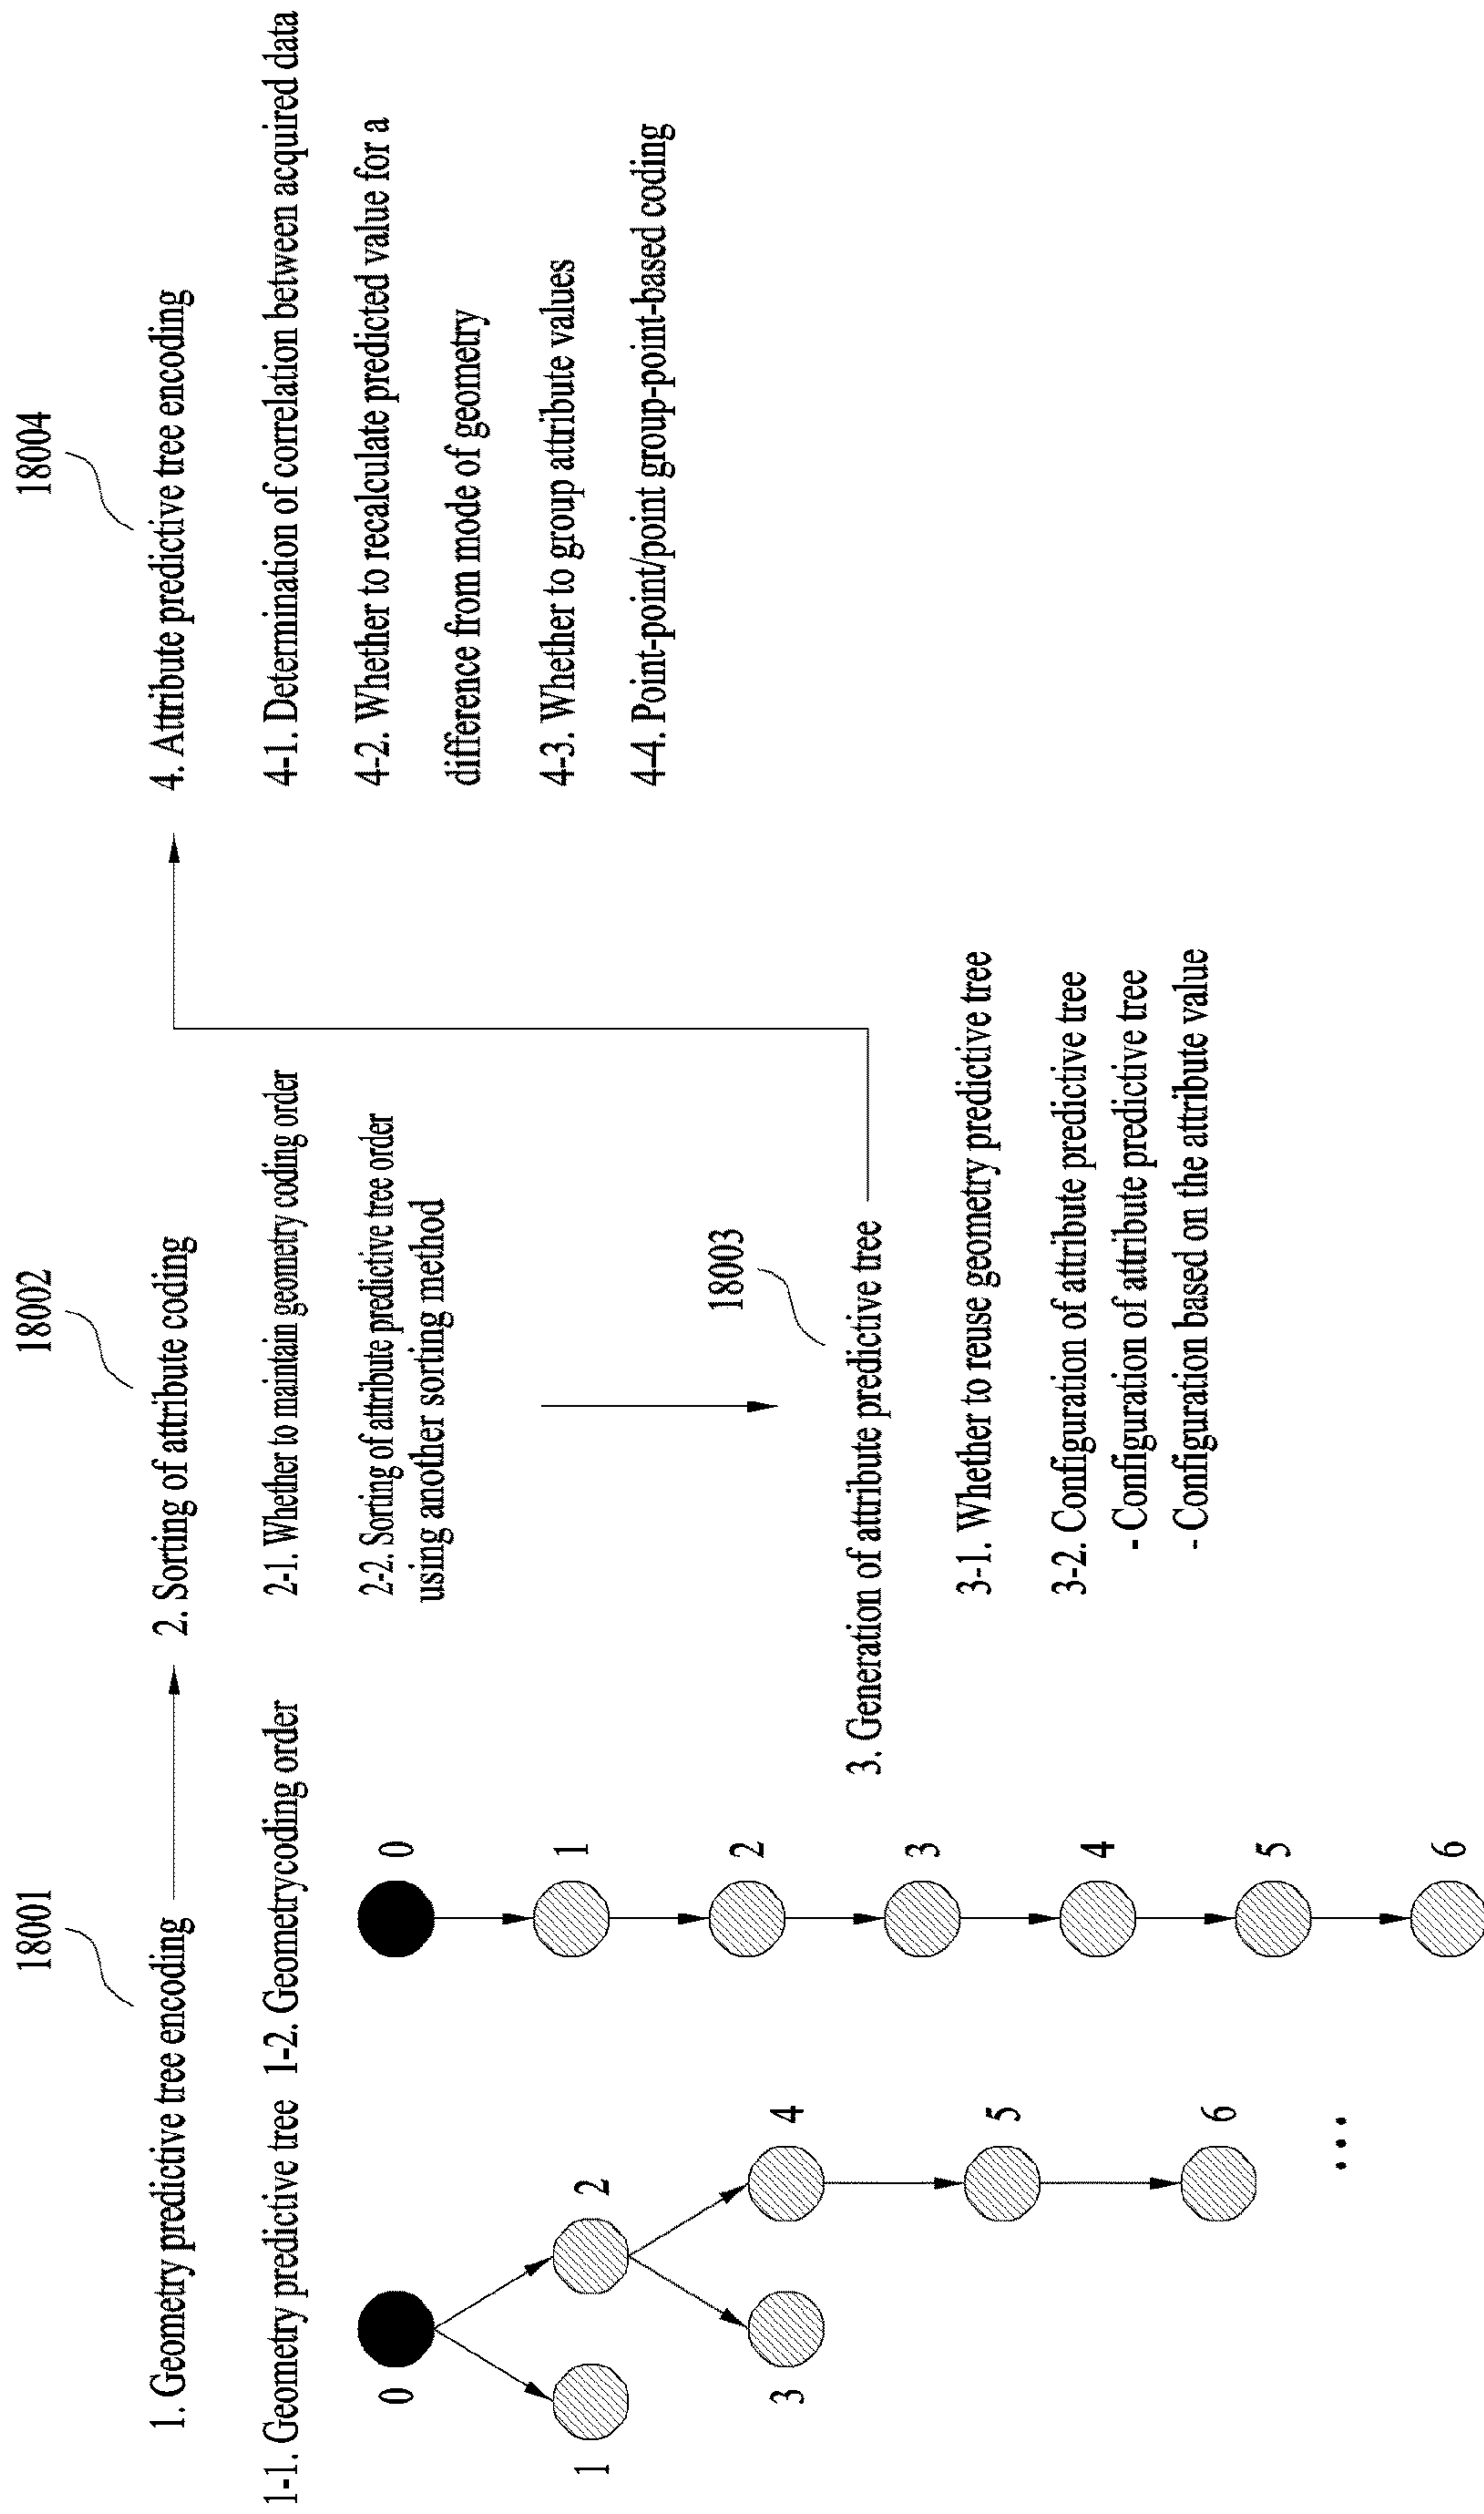 18001
1. Geometry predictive tree encoding
1-1. Geometry predictive tree
0
1
2
3
4
5
6
...
1-2. Geometrycoding order
0
1
2
3
4
5
6
18002
2. Sorting of attribute coding
2-1. Whether to maintain geometry coding order
2-2. Sorting of attribute predictive tree order
using another sorting method
18003
3. Generation of attribute predictive tree
3-1. Whether to reuse geometry predictive tree
3-2. Configuration of attribute predictive tree
- Configuration of attribute predictive tree
- Configuration based on the attribute value
18004
4. Attribute predictive tree encoding
4-1. Determination of correlation between acquired data
4-2. Whether to recalculate predicted value for a
difference from mode of geometry
4-3. Whether to group attribute values
4-4. Point-point/point group-point-based coding